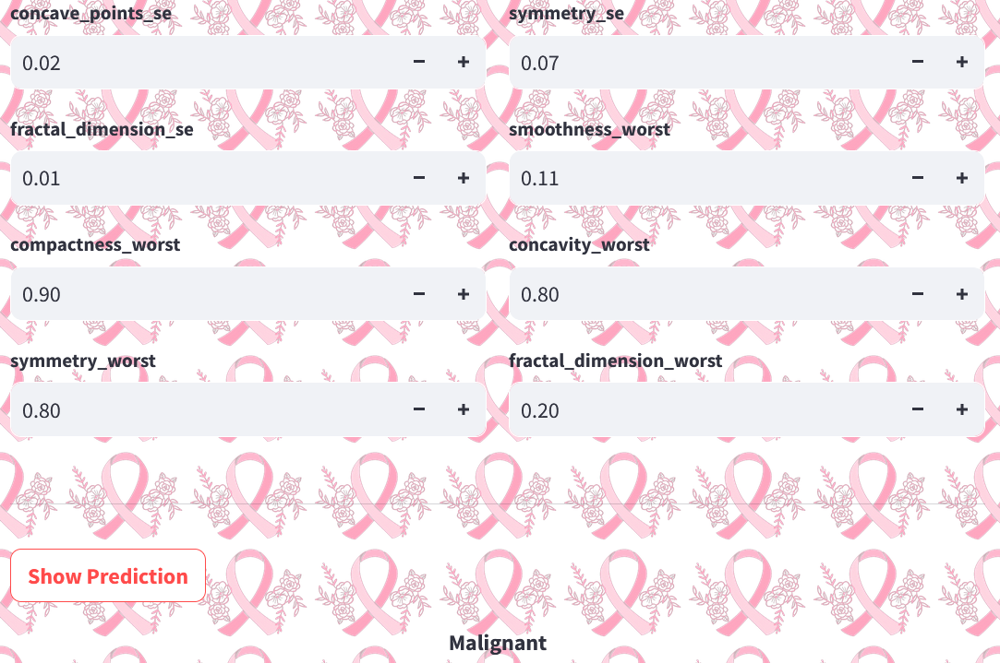 concave_points_se symmetry_se
0.02 − + 0.07 − +
fractal_dimension_se smoothness_worst
0.01 − + 0.11 − +
compactness_worst concavity_worst
0.90 − + 0.80 − +
symmetry_worst fractal_dimension_worst
0.80 − + 0.20 − +
Show Prediction
Malignant